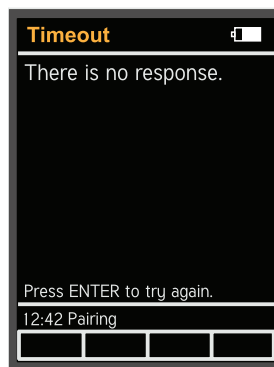 Timeout
There is no response.
Press ENTER to try again.
12:42 Pairing